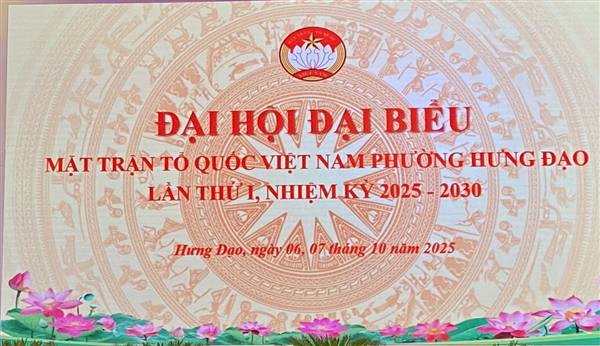 ĐẠI HỘI ĐẠI BIỂU
MẶT TRẬN TỔ QUỐC VIỆT NAM PHƯỜNG HƯNG ĐẠO
LẦN THỨ I, NHIỆM KỲ 2025 - 2030
Hưng Đạo, ngày 06, 07 tháng 10 năm 2025